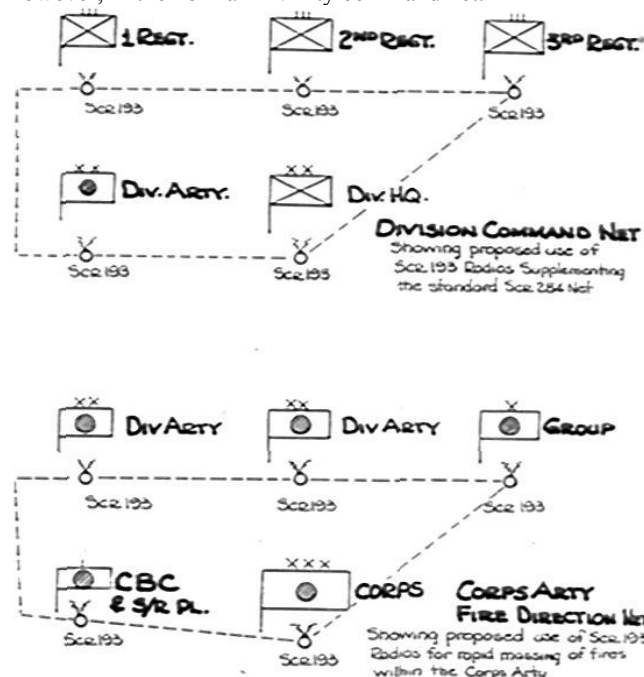 1 REGT.
2ND REGT.
3RD REGT.
SCR 193
SCR 193
SCR 193
DIV. ARTY.
DIV. HQ.
SCR 193
SCR 193
DIVISION COMMAND NET
Showing proposed use of
SCR 193 Radios Supplementing
the standard SCR 284 Net
DIV ARTY
DIV ARTY
GROUP
SCR 193
SCR 193
SCR 193
CBC
& S/R PL.
CORPS
SCR 193
SCR 193
CORPS ARTY
FIRE DIRECTION NET
Showing proposed use of SCR 193
Radios for rapid massing of fires
within the Corps Arty